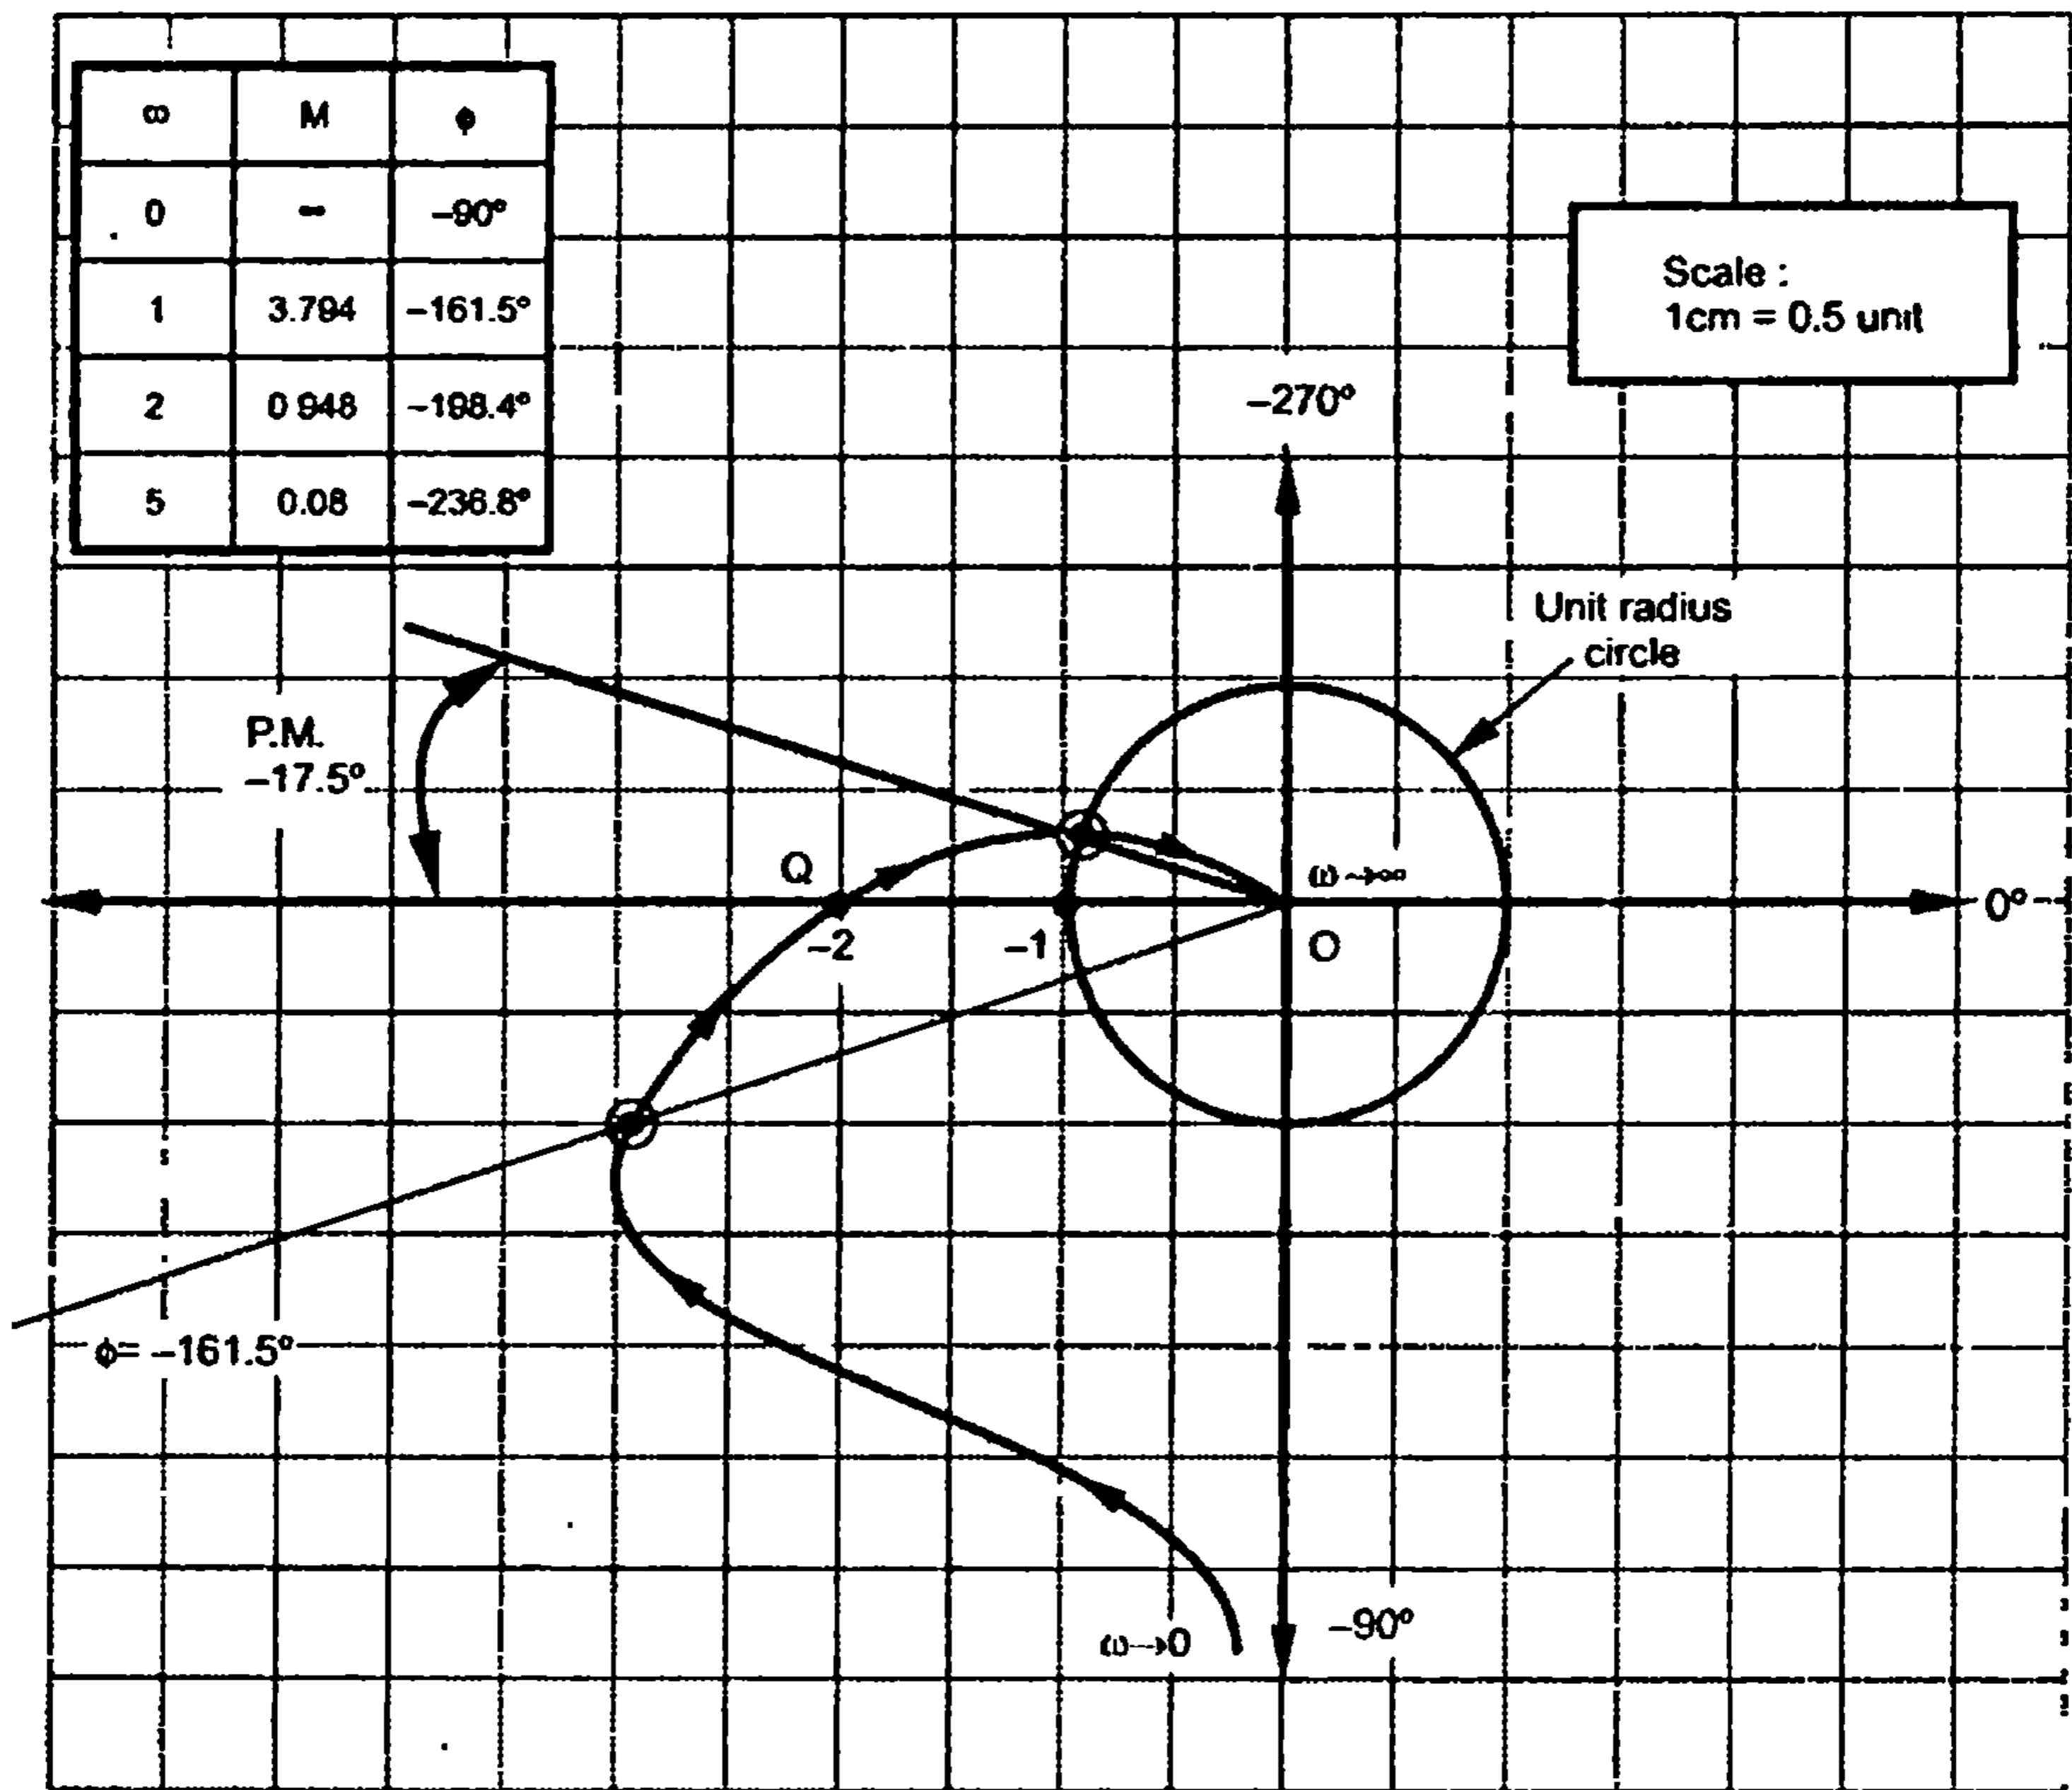 ω M ϕ
0 ∞ −90°
1 3.794 −161.5°
2 0 948 −198.4°
5 0.08 −236.8°
Scale :
1cm = 0.5 unit
−270°
Unit radius
circle
P.M.
−17.5°
Q
ω→∞
0°
−2
−1
O
ϕ= −161.5°
ω→0
−90°